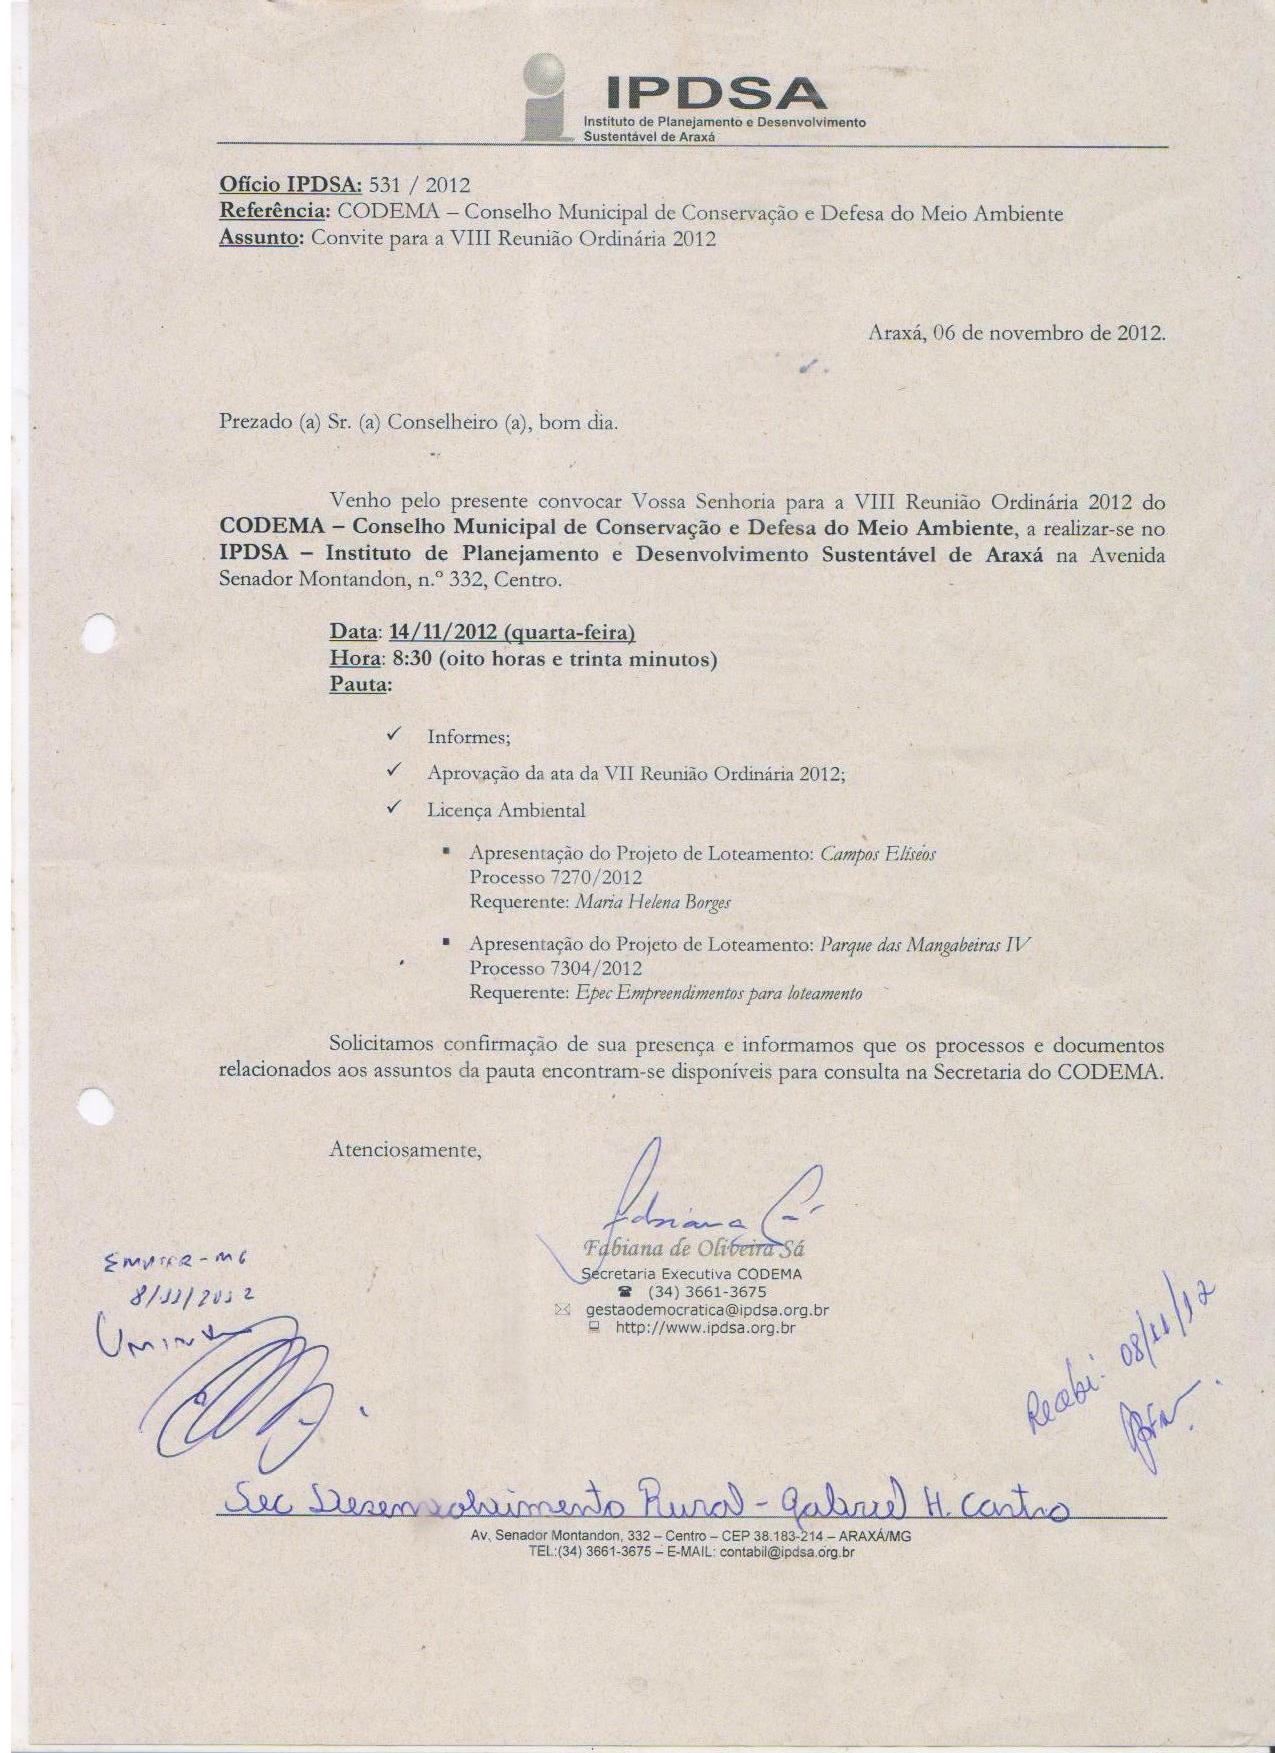 IPDSA
Instituto de Planejamento e Desenvolvimento
Sustentável de Araxá
Ofício IPDSA: 531 / 2012
Referência: CODEMA – Conselho Municipal de Conservação e Defesa do Meio Ambiente
Assunto: Convite para a VIII Reunião Ordinária 2012
Araxá, 06 de novembro de 2012.
Prezado (a) Sr. (a) Conselheiro (a), bom dia.
Venho pelo presente convocar Vossa Senhoria para a VIII Reunião Ordinária 2012 do
CODEMA – Conselho Municipal de Conservação e Defesa do Meio Ambiente, a realizar-se no
IPDSA – Instituto de Planejamento e Desenvolvimento Sustentável de Araxá na Avenida
Senador Montandon, n.º 332, Centro.
Data: 14/11/2012 (quarta-feira)
Hora: 8:30 (oito horas e trinta minutos)
Pauta:
✓ Informes;
✓ Aprovação da ata da VII Reunião Ordinária 2012;
✓ Licença Ambiental
▪ Apresentação do Projeto de Loteamento: Campos Elíseos
Processo 7270/2012
Requerente: Maria Helena Borges
▪ Apresentação do Projeto de Loteamento: Parque das Mangabeiras IV
Processo 7304/2012
Requerente: Epec Empreendimentos para loteamento
Solicitamos confirmação de sua presença e informamos que os processos e documentos
relacionados aos assuntos da pauta encontram-se disponíveis para consulta na Secretaria do CODEMA.
Atenciosamente,
Fabiana
Fabiana de Oliveira Sá
Secretaria Executiva CODEMA
(34) 3661-3675
gestaodemocratica@ipdsa.org.br
http://www.ipdsa.org.br
EMATER-MG
8/11/2012
Recebi: 08/11/12
Sec Desenvolvimento Rural - Gabriel H. Castro
Av, Senador Montandon, 332 – Centro – CEP 38.183-214 – ARAXÁ/MG
TEL:(34) 3661-3675 – E-MAIL: contabil@ipdsa.org.br